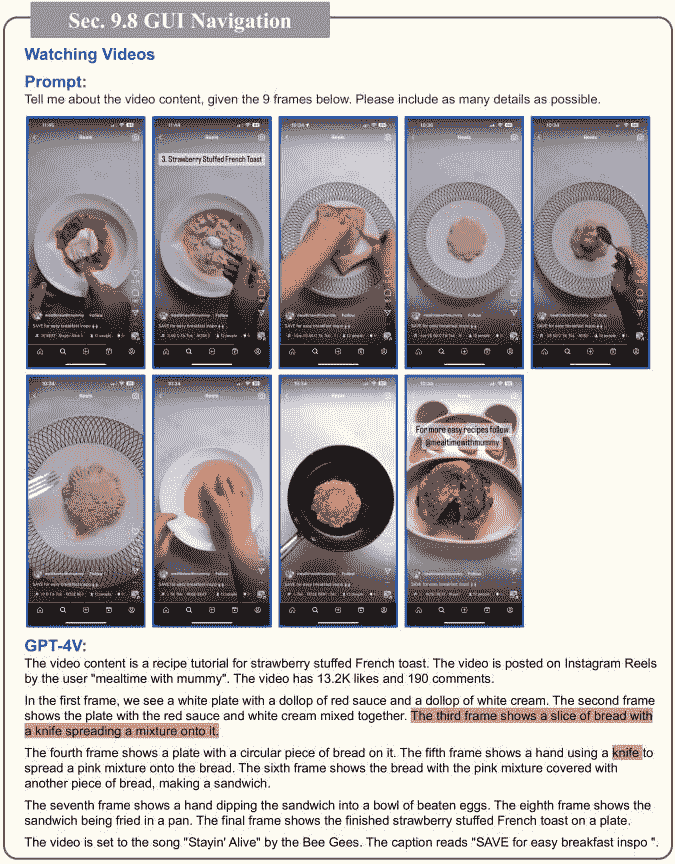 Sec. 9.8 GUI Navigation
Watching Videos
Prompt:
Tell me about the video content, given the 9 frames below. Please include as many details as possible.
Reels
3. Strawberry Stuffed French Toast
SAVE for easy breakfast inspo
For more easy recipes follow
@mealtimewithmummy
GPT-4V:
The video content is a recipe tutorial for strawberry stuffed French toast. The video is posted on Instagram Reels
by the user "mealtime with mummy". The video has 13.2K likes and 190 comments.
In the first frame, we see a white plate with a dollop of red sauce and a dollop of white cream. The second frame
shows the plate with the red sauce and white cream mixed together. The third frame shows a slice of bread with
a knife spreading a mixture onto it.
The fourth frame shows a plate with a circular piece of bread on it. The fifth frame shows a hand using a knife to
spread a pink mixture onto the bread. The sixth frame shows the bread with the pink mixture covered with
another piece of bread, making a sandwich.
The seventh frame shows a hand dipping the sandwich into a bowl of beaten eggs. The eighth frame shows the
sandwich being fried in a pan. The final frame shows the finished strawberry stuffed French toast on a plate.
The video is set to the song "Stayin' Alive" by the Bee Gees. The caption reads "SAVE for easy breakfast inspo ".